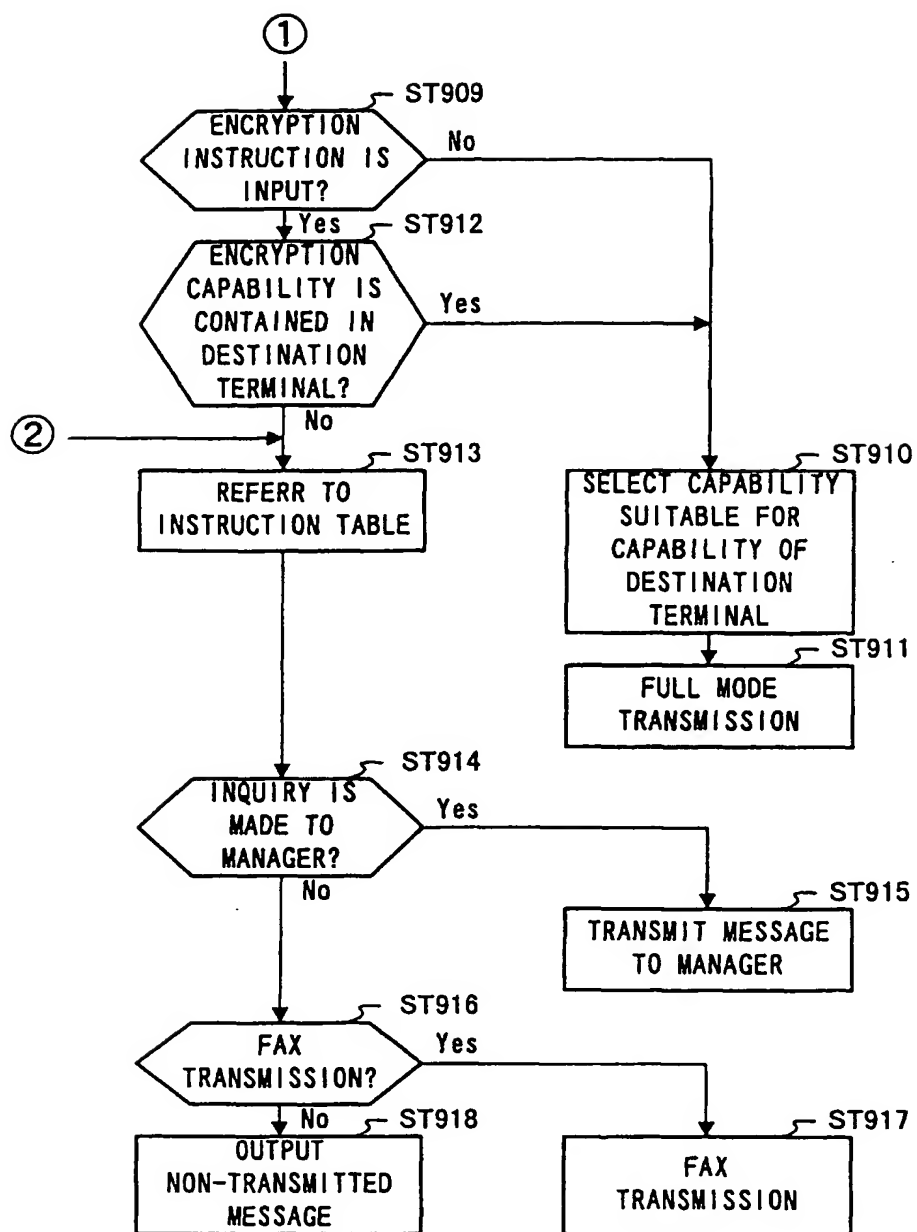 ①
ST909
ENCRYPTION
INSTRUCTION IS
INPUT?
No
Yes
ST912
ENCRYPTION
CAPABILITY IS
CONTAINED IN
DESTINATION
TERMINAL?
Yes
No
②
ST913
REFERR TO
INSTRUCTION TABLE
ST910
SELECT CAPABILITY
SUITABLE FOR
CAPABILITY OF
DESTINATION
TERMINAL
ST911
FULL MODE
TRANSMISSION
ST914
INQUIRY IS
MADE TO
MANAGER?
Yes
No
ST915
TRANSMIT MESSAGE
TO MANAGER
ST916
FAX
TRANSMISSION?
Yes
No
ST918
OUTPUT
NON-TRANSMITTED
MESSAGE
ST917
FAX
TRANSMISSION